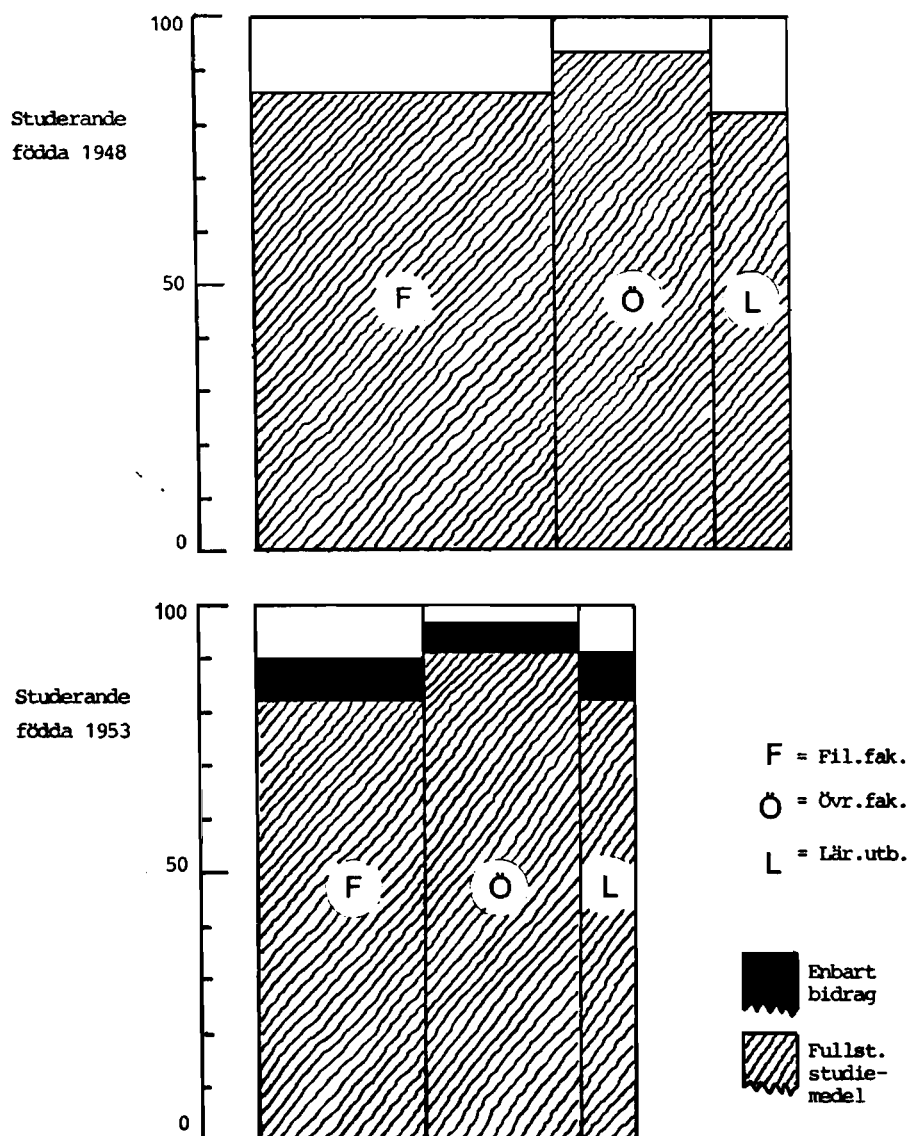 100
Studerande
födda 1948
50
F
Ö
L
0
100
Studerande
födda 1953
50
F
Ö
L
0
F = Fil.fak.
Ö = Övr.fak.
L = Lär.utb.
Enbart
bidrag
Fullst.
studie-
medel